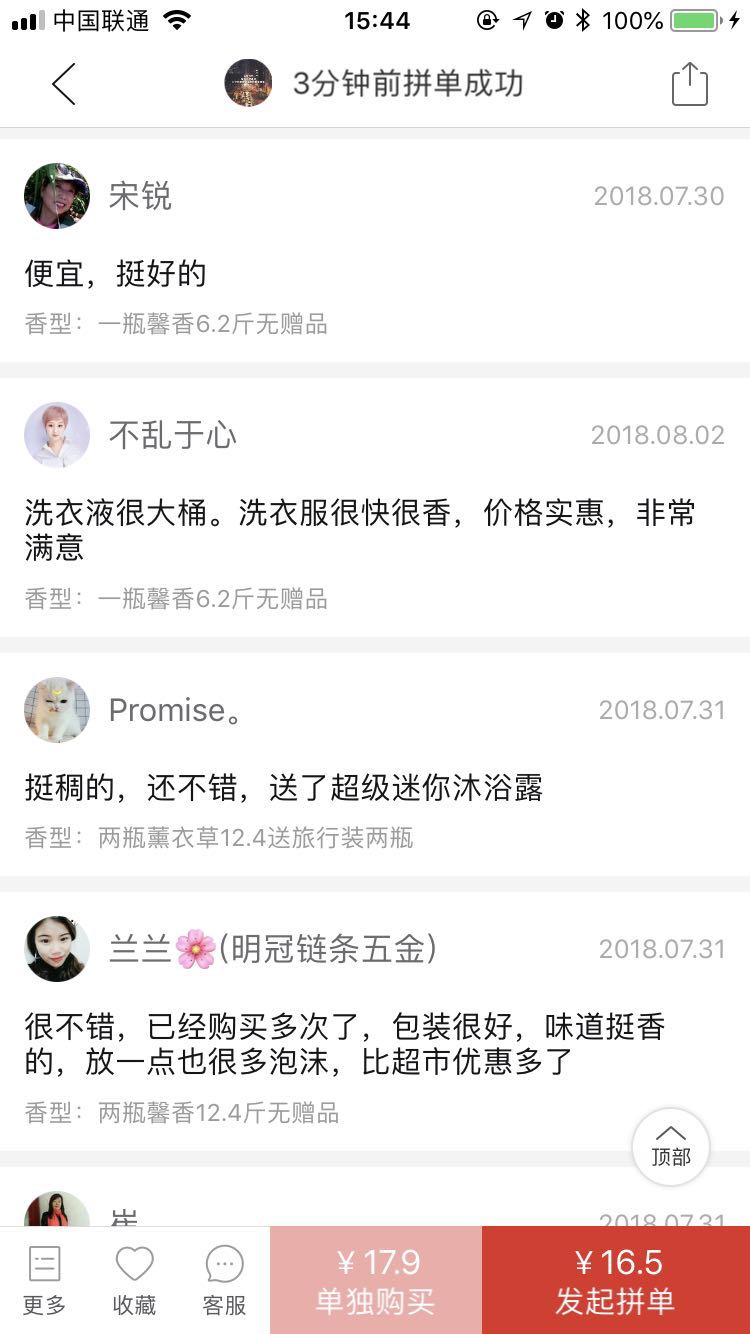 中国联通
15:44
100%
3分钟前拼单成功
宋锐
2018.07.30
便宜，挺好的
香型：一瓶馨香6.2斤无赠品
不乱于心
2018.08.02
洗衣液很大桶。洗衣服很快很香，价格实惠，非常
满意
香型：一瓶馨香6.2斤无赠品
Promise。
2018.07.31
挺稠的，还不错，送了超级迷你沐浴露
香型：两瓶薰衣草12.4送旅行装两瓶
兰兰🌸(明冠链条五金)
2018.07.31
很不错，已经购买多次了，包装很好，味道挺香
的，放一点也很多泡沫，比超市优惠多了
香型：两瓶馨香12.4斤无赠品
顶部
2018.07.31
更多
收藏
客服
¥ 17.9
单独购买
¥ 16.5
发起拼单